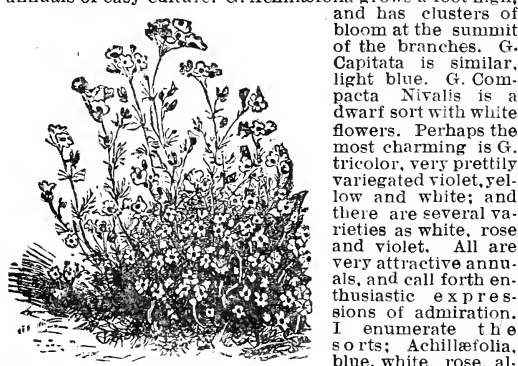 annuals of easy culture. G. Achillæfolia grows a foot high,
and has clusters of
bloom at the summit
of the branches. G.
Capitata is similar,
light blue. G. Com-
pacta Nivalis is a
dwarf sort with white
flowers. Perhaps the
most charming is G.
tricolor, very prettily
variegated violet, yel-
low and white; and
there are several va-
rieties as white, rose
and violet. All are
very attractive annu-
als, and call forth en-
thusiastic expres-
sions of admiration.
I enumerate the
sorts; Achillæfolia,
blue, white, rose, al-